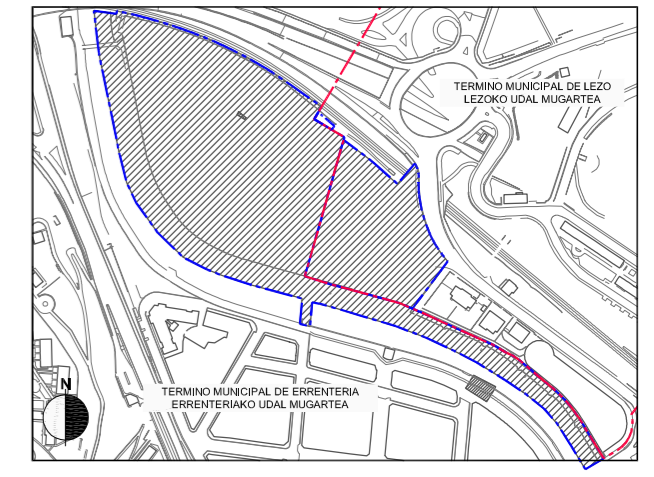 TERMINO MUNICIPAL DE LEZO
LEZOKO UDAL MUGARTEA
TERMINO MUNICIPAL DE ERRENTERIA
ERRENTERIAKO UDAL MUGARTEA
N